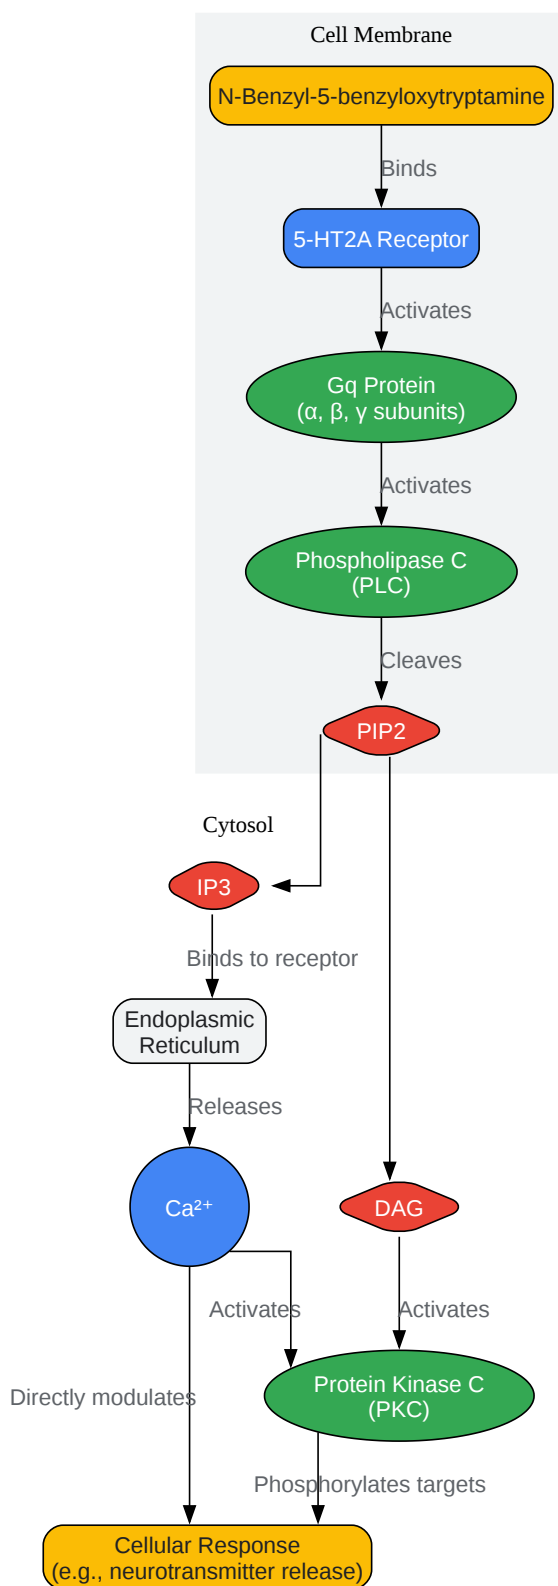 Cell Membrane
N-Benzyl-5-benzyloxytryptamine
Binds
5-HT2A Receptor
Activates
Gq Protein
(α, β, γ subunits)
Activates
Phospholipase C
(PLC)
Cleaves
PIP2
Cytosol
IP3
Binds to receptor
Endoplasmic
Reticulum
Releases
Ca²⁺
DAG
Activates
Activates
Protein Kinase C
(PKC)
Directly modulates
Phosphorylates targets
Cellular Response
(e.g., neurotransmitter release)